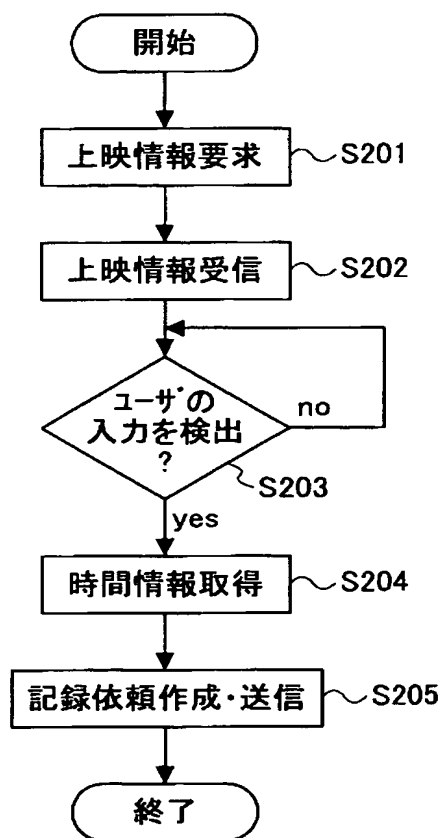 開始
上映情報要求
S201
上映情報受信
S202
ユーザの
入力を検出
?
no
S203
yes
時間情報取得
S204
記録依頼作成・送信
S205
終了